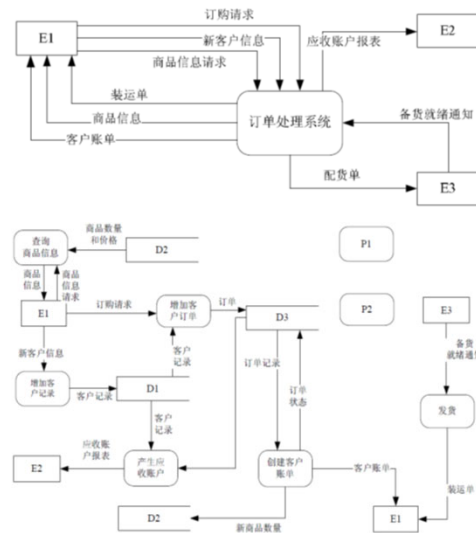 订购请求
E1
新客户信息
应收账户报表
E2
商品信息请求
装运单
商品信息
订单处理系统
备货就绪通知
客户账单
配货单
E3
查询
商品信息
商品数量
和价格
D2
P1
商品
信息
商品
信息
请求
E1
订购请求
增加客
户订单
订单
D3
P2
E3
新客户信息
客户
记录
订单记录
订单
状态
备货
就绪通知
增加客
户记录
客户记录
D1
发货
客户
记录
应收账
户报表
E2
产生应
收账户
创建客户
账单
客户账单
装运单
D2
新商品数量
E1